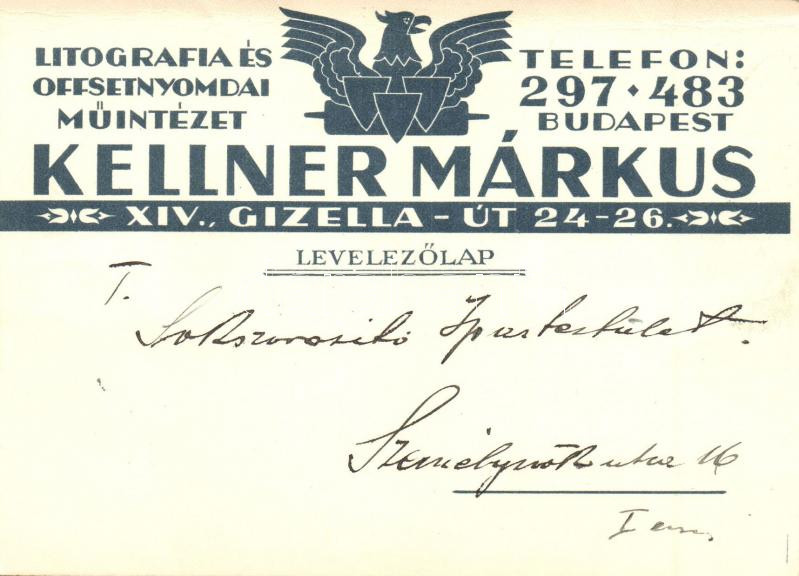 LITOGRAFIA ÉS
OFFSETNYOMDAI
MŰINTÉZET
TELEFON:
297 • 483
BUDAPEST
KELLNER MÁRKUS
XIV., GIZELLA - ÚT 24-26.
LEVELEZŐLAP
T.
Sokszorosító Ipartestület.
Személynök utca 16
I em.